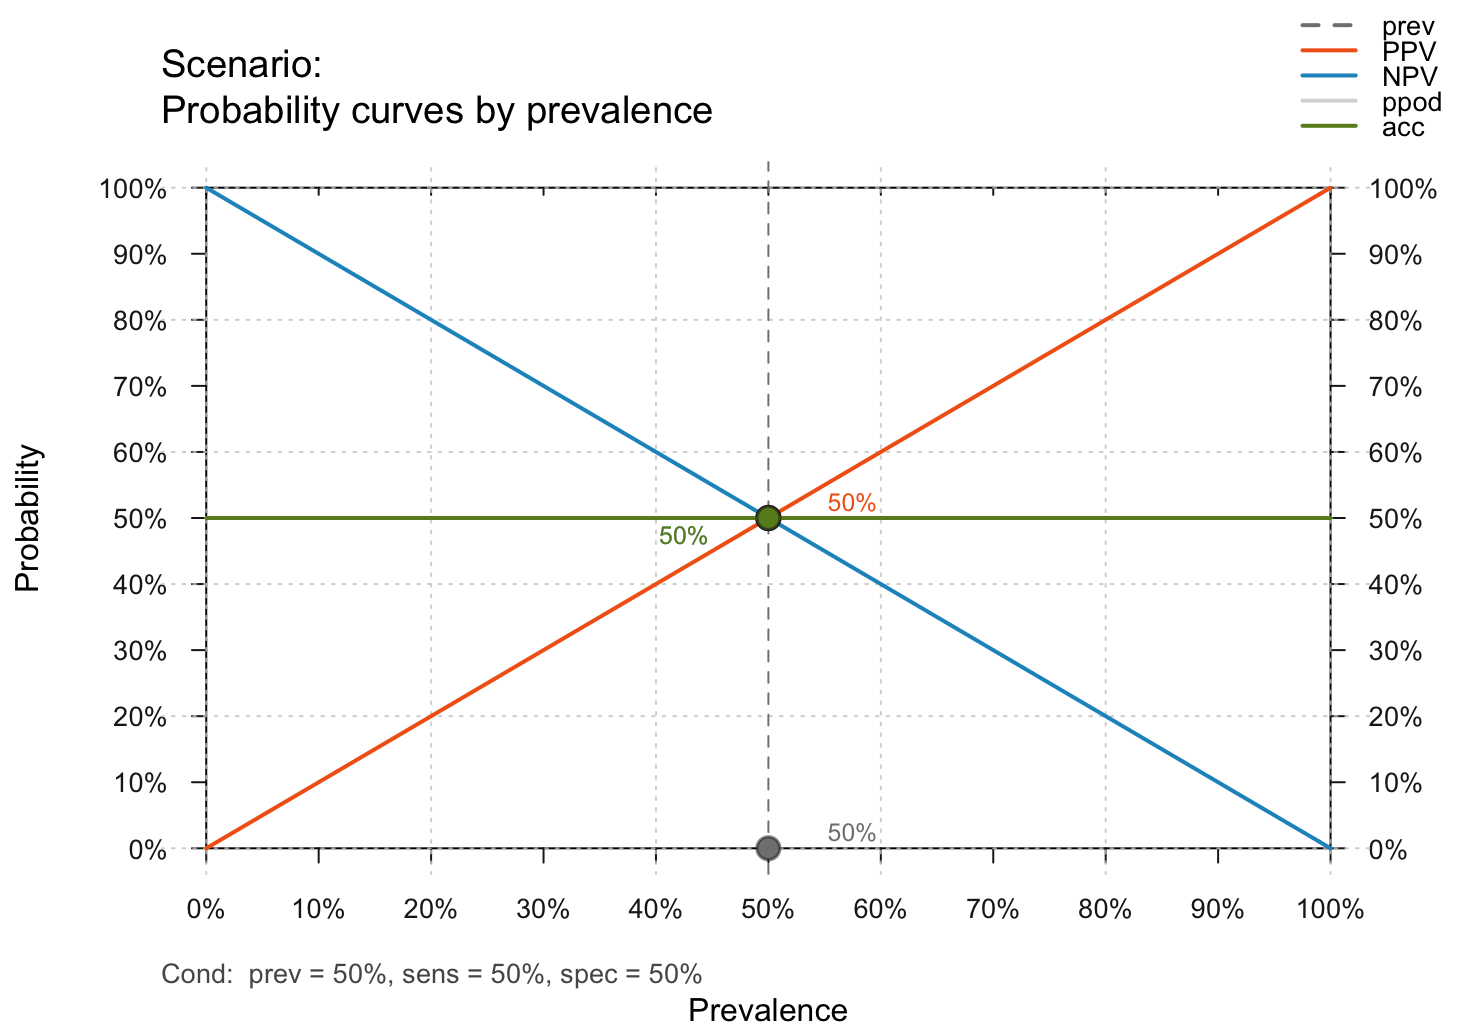 Scenario:
Probability curves by prevalence
prev
PPV
NPV
ppod
acc
100%
90%
80%
70%
60%
50%
40%
30%
20%
10%
0%
Probability
50%
50%
50%
100%
90%
80%
70%
60%
50%
40%
30%
20%
10%
0%
0% 10% 20% 30% 40% 50% 60% 70% 80% 90% 100%
Cond:  prev = 50%, sens = 50%, spec = 50%
Prevalence